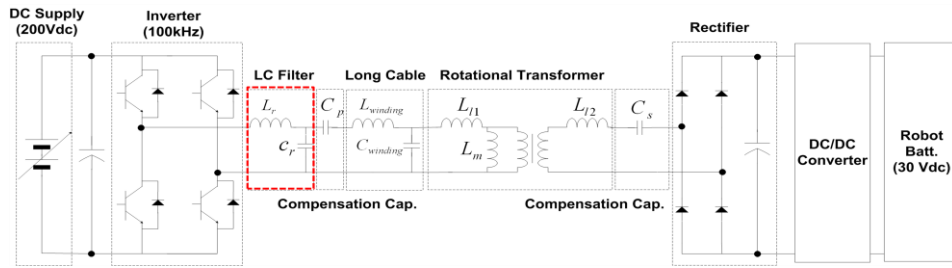 DC Supply
(200Vdc)
Inverter
(100kHz)
LC Filter
Long Cable
Rotational Transformer
Rectifier
L_r
c_r
C_p
L_winding
C_winding
L_l1
L_m
L_l2
C_s
Compensation Cap.
Compensation Cap.
DC/DC
Converter
Robot
Batt.
(30 Vdc)